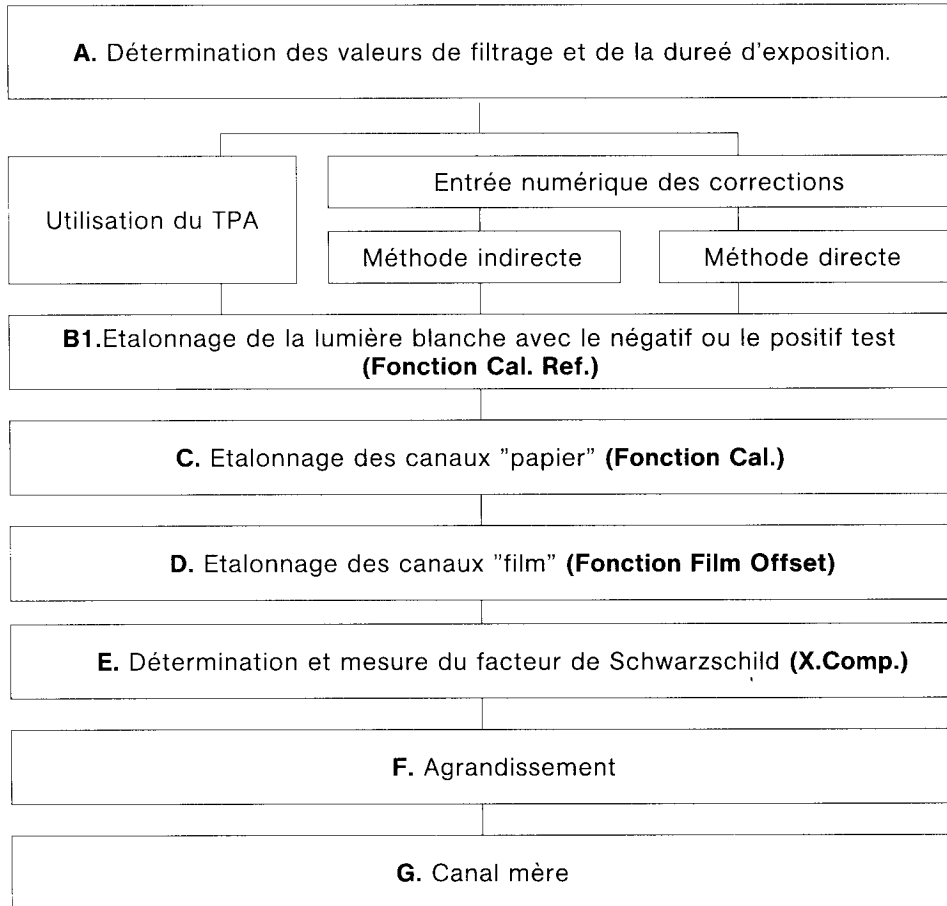 A. Détermination des valeurs de filtrage et de la dureé d'exposition.
Utilisation du TPA
Entrée numérique des corrections
Méthode indirecte
Méthode directe
B1.Etalonnage de la lumière blanche avec le négatif ou le positif test
(Fonction Cal. Ref.)
C. Etalonnage des canaux "papier" (Fonction Cal.)
D. Etalonnage des canaux "film" (Fonction Film Offset)
E. Détermination et mesure du facteur de Schwarzschild (X.Comp.)
F. Agrandissement
G. Canal mère